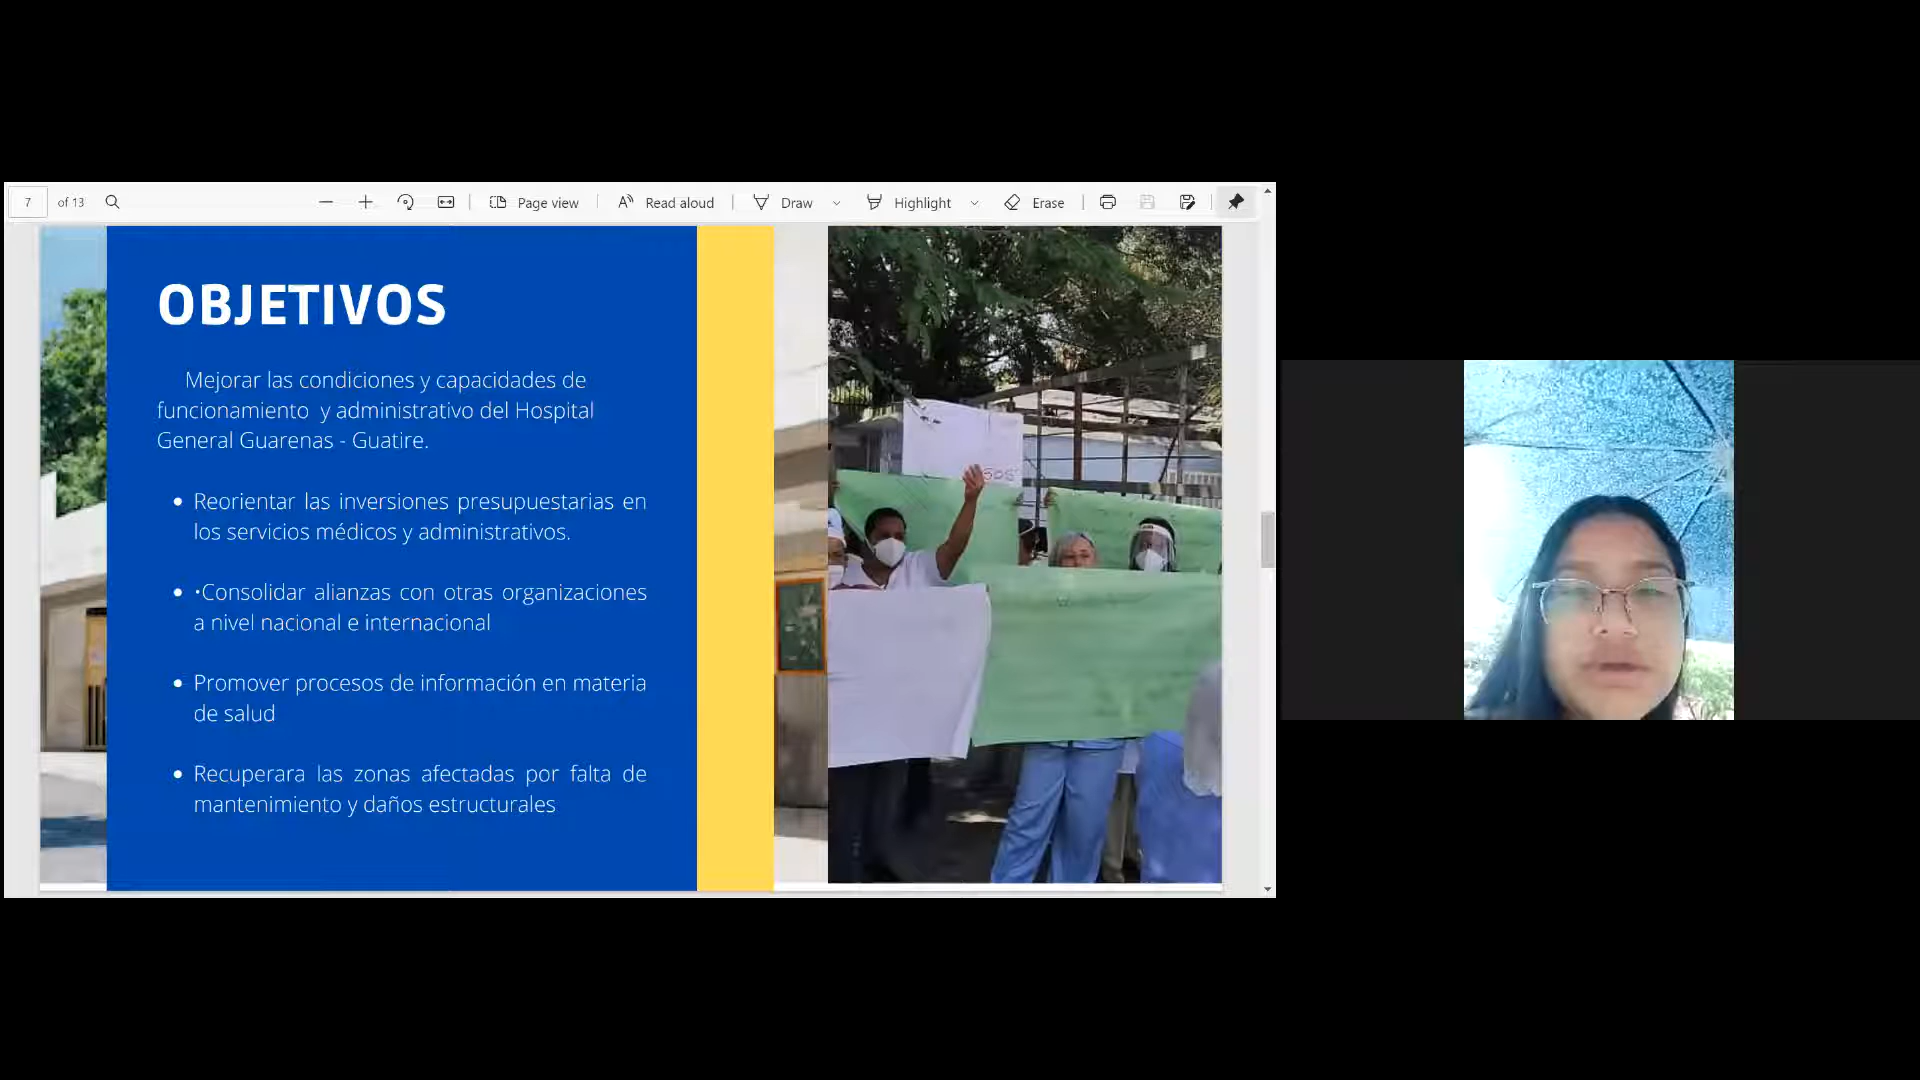 7 of 13 Page view Read aloud Draw Highlight Erase
OBJETIVOS
Mejorar las condiciones y capacidades de
funcionamiento y administrativo del Hospital
General Guarenas - Guatire.
• Reorientar las inversiones presupuestarias en
los servicios médicos y administrativos.
• ·Consolidar alianzas con otras organizaciones
a nivel nacional e internacional
• Promover procesos de información en materia
de salud
• Recuperara las zonas afectadas por falta de
mantenimiento y daños estructurales
SOS